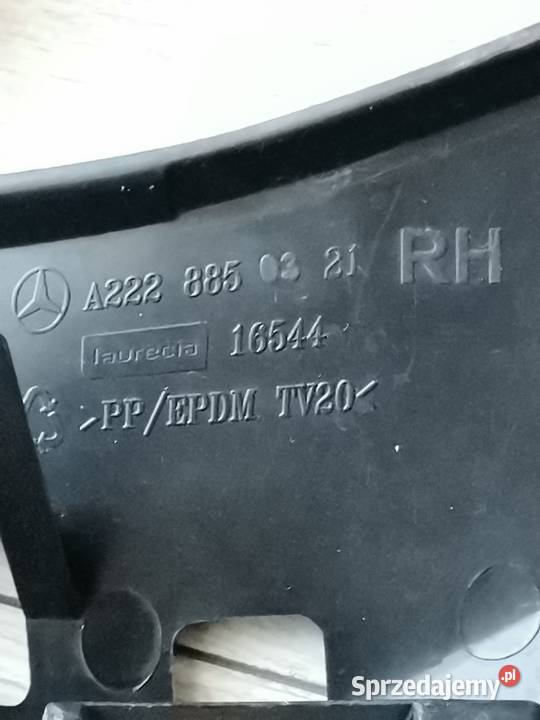 A222 885 03 21 RH
faurecia 16544
>PP/EPDM TV20<
Sprzedajemy.pl